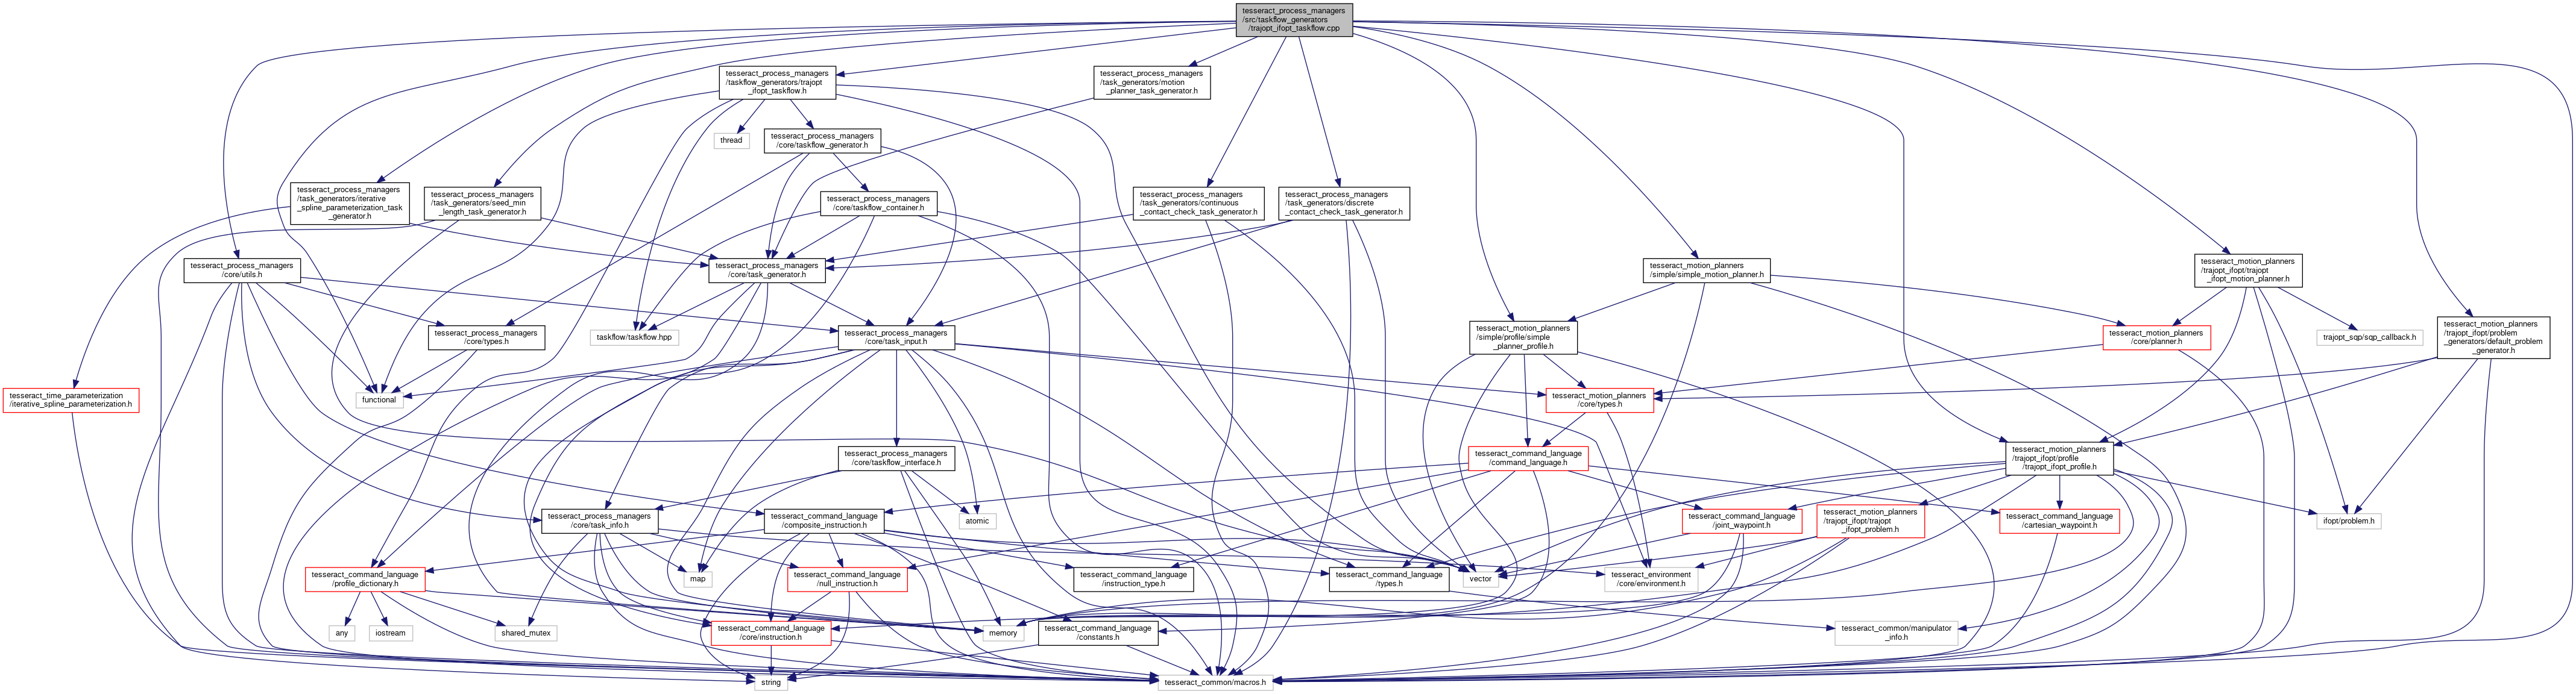 tesseract_process_managers
/src/taskflow_generators
/trajopt_ifopt_taskflow.cpp
tesseract_process_managers
/taskflow_generators/trajopt
_ifopt_taskflow.h
tesseract_process_managers
/task_generators/motion
_planner_task_generator.h
thread
tesseract_process_managers
/core/taskflow_generator.h
tesseract_process_managers
/task_generators/iterative
_spline_parameterization_task
_generator.h
tesseract_process_managers
/task_generators/seed_min
_length_task_generator.h
tesseract_process_managers
/core/taskflow_container.h
tesseract_process_managers
/task_generators/continuous
_contact_check_task_generator.h
tesseract_process_managers
/task_generators/discrete
_contact_check_task_generator.h
tesseract_process_managers
/core/utils.h
tesseract_process_managers
/core/task_generator.h
tesseract_motion_planners
/simple/simple_motion_planner.h
tesseract_motion_planners
/trajopt_ifopt/trajopt
_ifopt_motion_planner.h
tesseract_process_managers
/core/types.h
taskflow/taskflow.hpp
tesseract_process_managers
/core/task_input.h
tesseract_motion_planners
/simple/profile/simple
_planner_profile.h
tesseract_motion_planners
/core/planner.h
trajopt_sqp/sqp_callback.h
tesseract_motion_planners
/trajopt_ifopt/problem
_generators/default_problem
_generator.h
tesseract_time_parameterization
/iterative_spline_parameterization.h
functional
tesseract_motion_planners
/core/types.h
tesseract_process_managers
/core/taskflow_interface.h
tesseract_command_language
/command_language.h
tesseract_motion_planners
/trajopt_ifopt/profile
/trajopt_ifopt_profile.h
tesseract_process_managers
/core/task_info.h
tesseract_command_language
/composite_instruction.h
atomic
tesseract_command_language
/joint_waypoint.h
tesseract_motion_planners
/trajopt_ifopt/trajopt
_ifopt_problem.h
tesseract_command_language
/cartesian_waypoint.h
ifopt/problem.h
tesseract_command_language
/profile_dictionary.h
map
tesseract_command_language
/null_instruction.h
tesseract_command_language
/instruction_type.h
tesseract_command_language
/types.h
vector
tesseract_environment
/core/environment.h
any
iostream
shared_mutex
tesseract_command_language
/core/instruction.h
memory
tesseract_command_language
/constants.h
tesseract_common/manipulator
_info.h
string
tesseract_common/macros.h